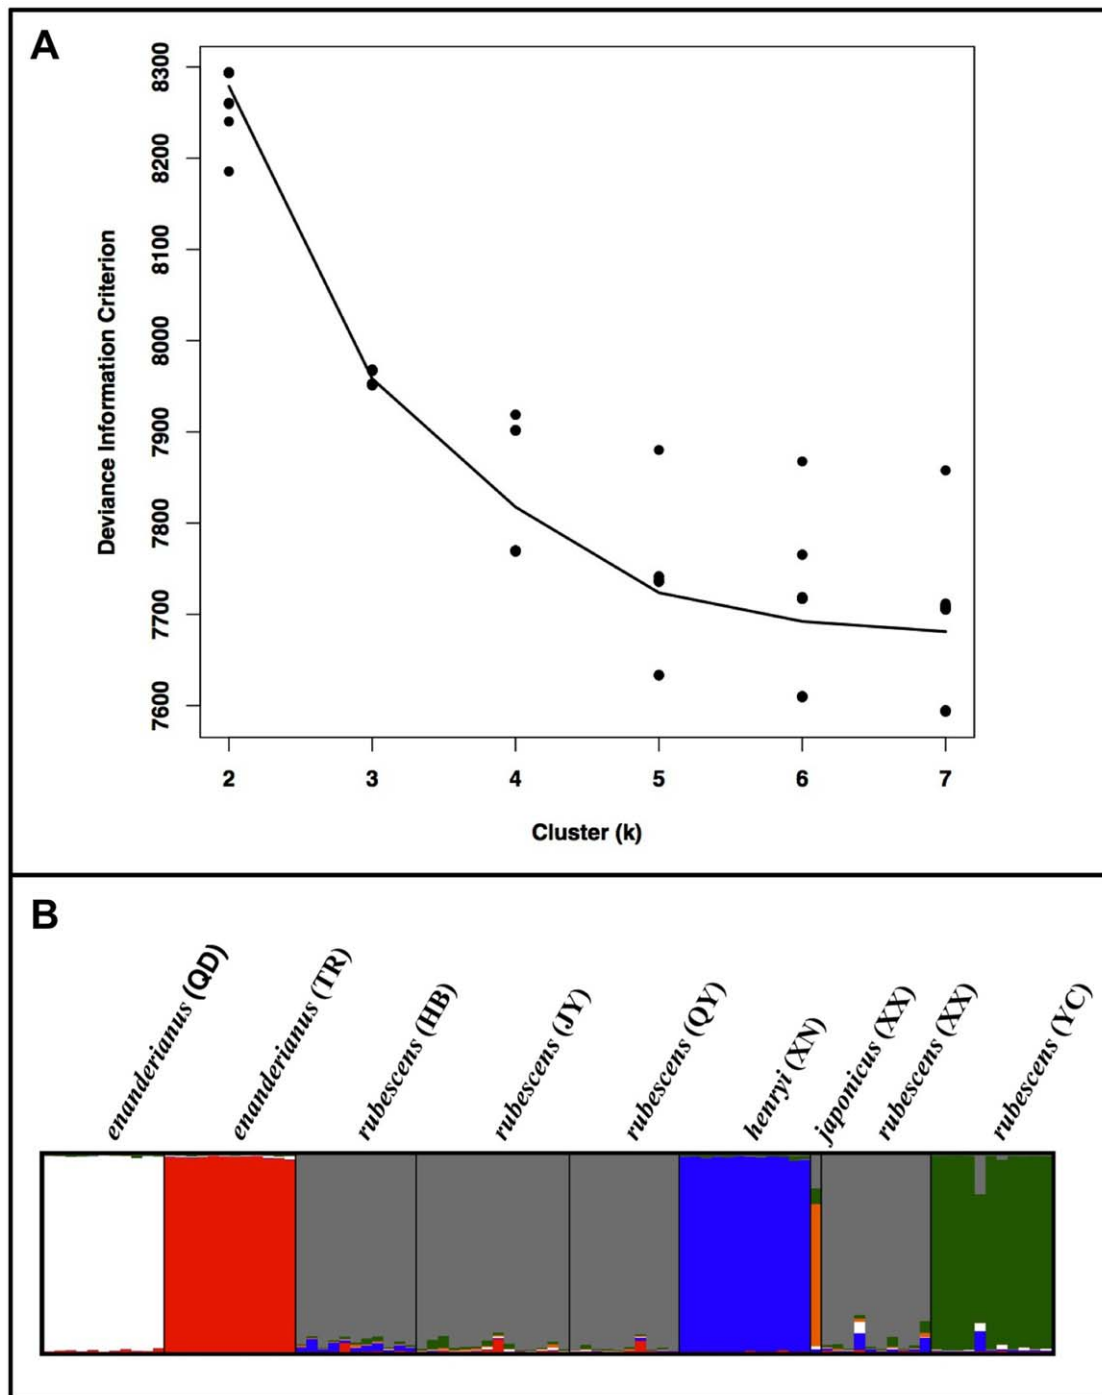 A
8300
8200
8100
8000
7900
7800
7700
7600
Deviance Information Criterion
2 3 4 5 6 7
Cluster (k)
B
enanderianus (QD)
enanderianus (TR)
rubescens (HB)
rubescens (JY)
rubescens (QY)
henryi (XN)
japonicus (XX)
rubescens (XX)
rubescens (YC)